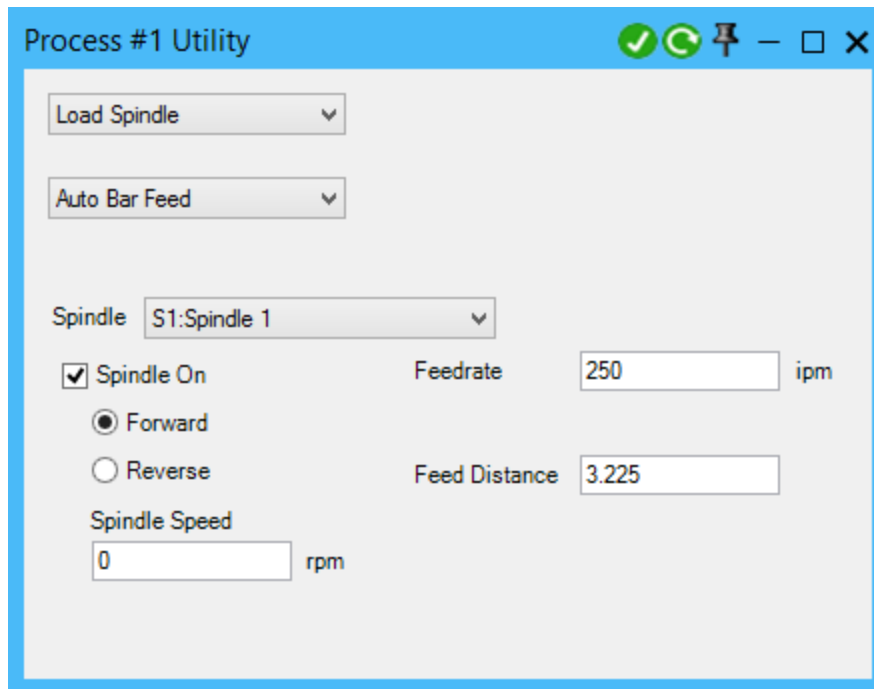 Process #1 Utility
Load Spindle
Auto Bar Feed
Spindle S1:Spindle 1
Spindle On Feedrate 250 ipm
Forward
Reverse Feed Distance 3.225
Spindle Speed
0 rpm